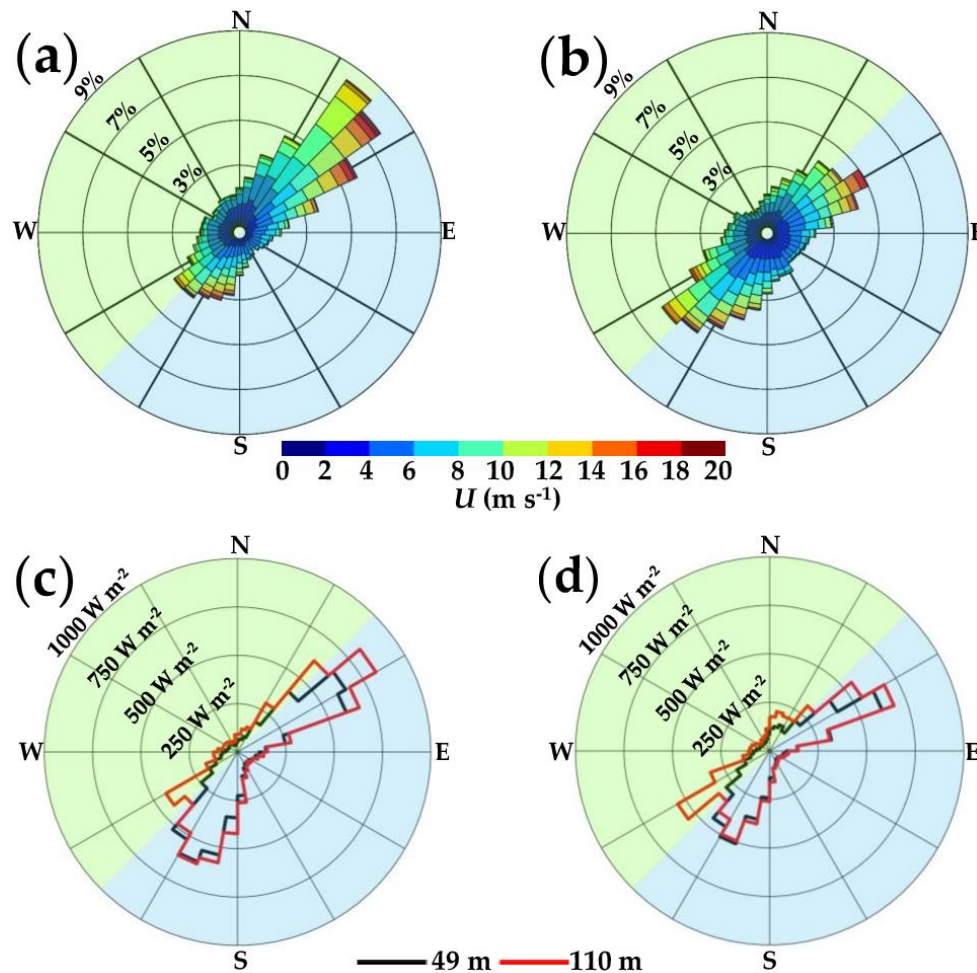 (a)
N
9%
7%
5%
3%
W
E
S
(b)
N
9%
7%
5%
3%
W
E
S
0 2 4 6 8 10 12 14 16 18 20
U (m s⁻¹)
(c)
N
1000 W m⁻²
750 W m⁻²
500 W m⁻²
250 W m⁻²
W
E
S
(d)
N
1000 W m⁻²
750 W m⁻²
500 W m⁻²
250 W m⁻²
W
E
S
49 m 110 m